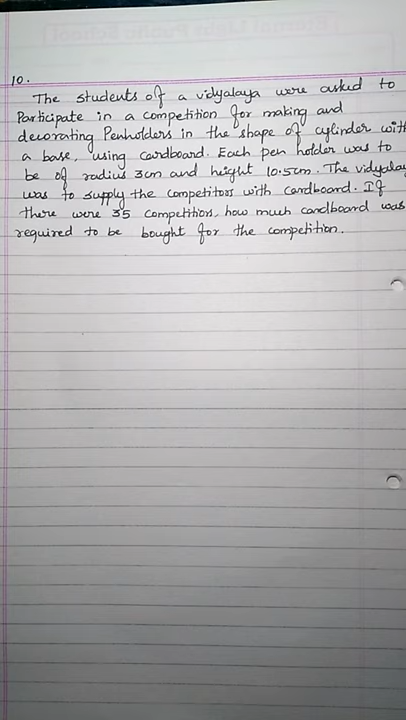 10.
The students of a vidyalaya were asked to
Participate in a competition for making and
decorating Penholders in the shape of cylinder with
a base, using cardboard. Each pen holder was to
be of radius 3cm and height 10.5cm. The vidyalay
was to supply the competitors with cardboard. If
there were 35 competitors, how much cardboard was
required to be bought for the competition.